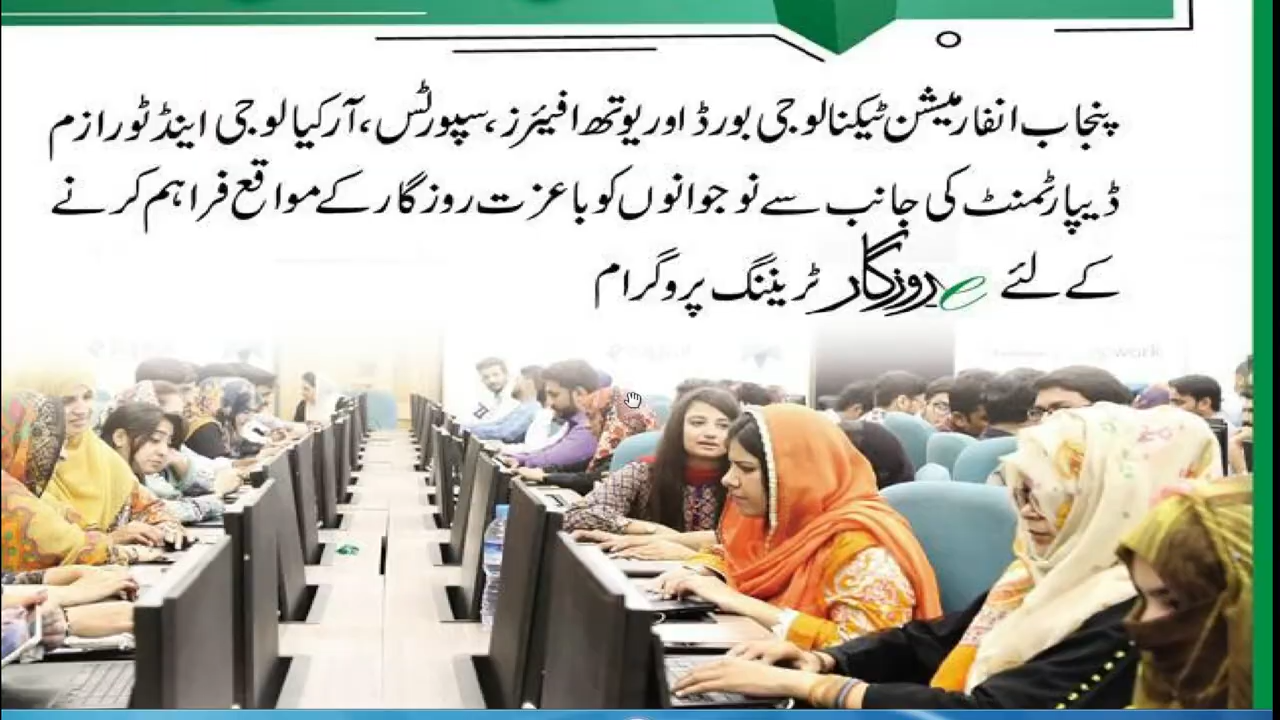 پنجاب انفارمیشن ٹیکنالوجی بورڈ اور یوتھ افیئرز، سپورٹس، آرکیالوجی اینڈ ٹورازم
ڈیپارٹمنٹ کی جانب سے نوجوانوں کو باعزت روزگار کے مواقع فراہم کرنے
کے لئے eروزگار ٹریننگ پروگرام